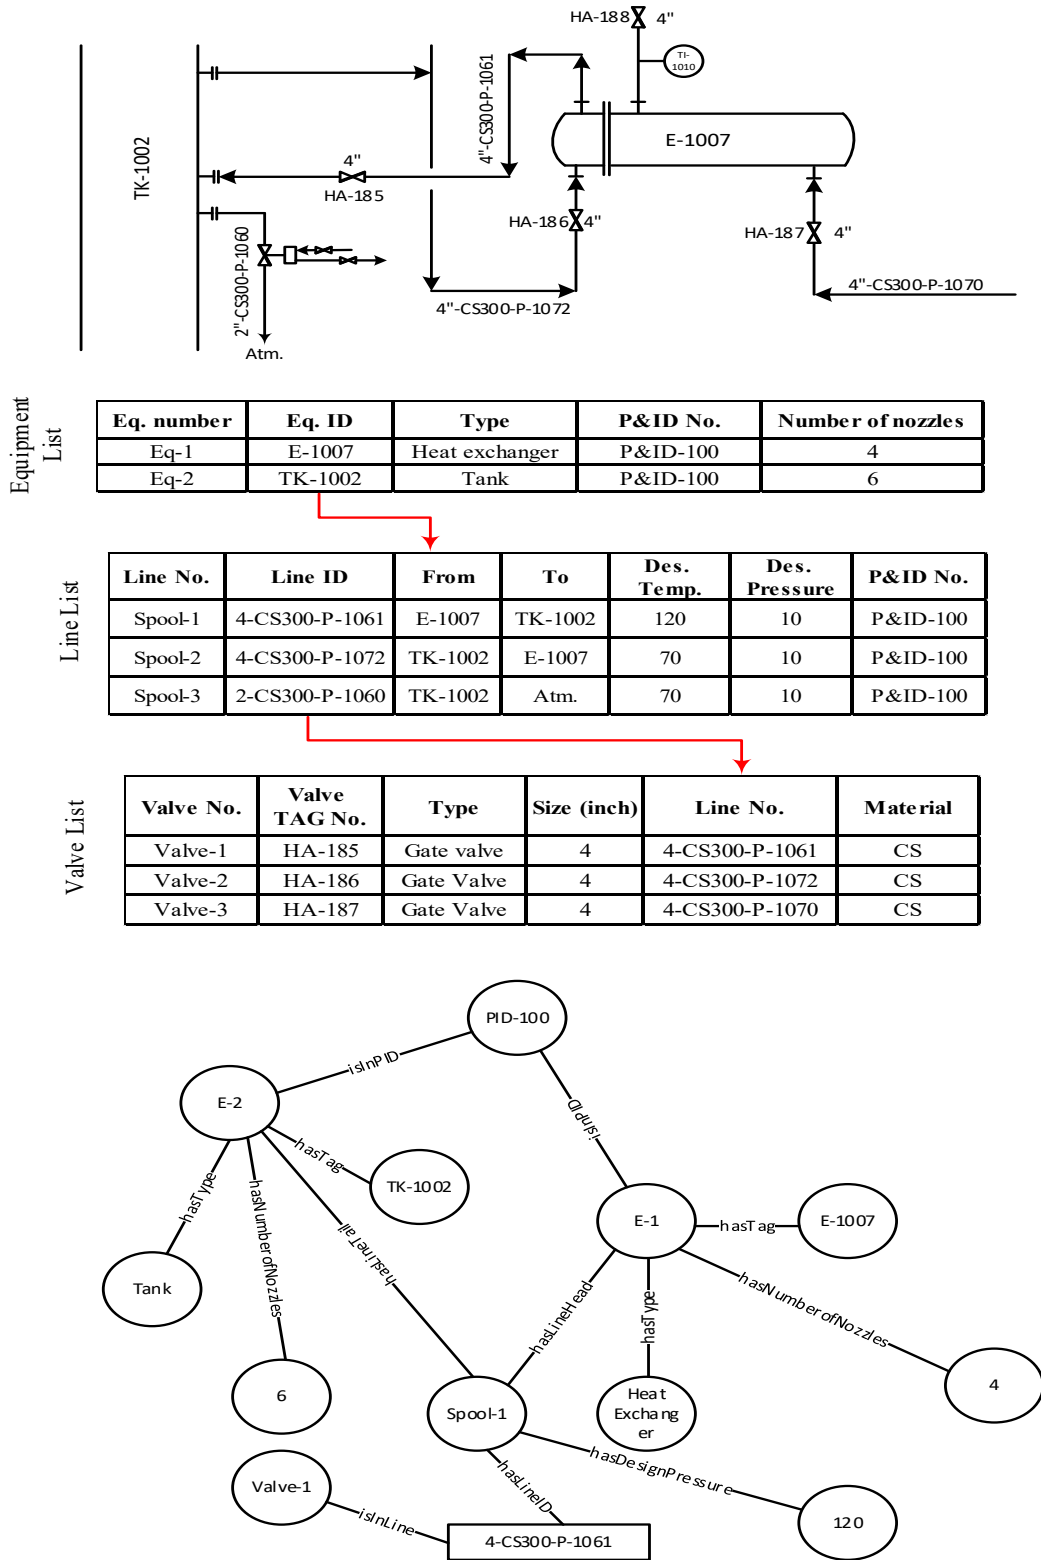 HA-188 4"
TI-1010
4"-CS300-P-1061
E-1007
TK-1002
4"
HA-185
HA-186 4"
HA-187 4"
2"-CS300-P-1060
4"-CS300-P-1072
4"-CS300-P-1070
Atm.
Equipment List
Eq. number Eq. ID Type P&ID No. Number of nozzles
Eq-1 E-1007 Heat exchanger P&ID-100 4
Eq-2 TK-1002 Tank P&ID-100 6
Line List
Line No. Line ID From To Des. Temp. Des. Pressure P&ID No.
Spool-1 4-CS300-P-1061 E-1007 TK-1002 120 10 P&ID-100
Spool-2 4-CS300-P-1072 TK-1002 E-1007 70 10 P&ID-100
Spool-3 2-CS300-P-1060 TK-1002 Atm. 70 10 P&ID-100
Valve List
Valve No. Valve TAG No. Type Size (inch) Line No. Material
Valve-1 HA-185 Gate valve 4 4-CS300-P-1061 CS
Valve-2 HA-186 Gate Valve 4 4-CS300-P-1072 CS
Valve-3 HA-187 Gate Valve 4 4-CS300-P-1070 CS
PID-100
isInPID
isInPID
E-2
hasTag
TK-1002
hasType
hasNumberofNozzles
hasLineTail
E-1
hasTag
E-1007
Tank
hasLineHead
hasType
hasNumberofNozzles
6
Spool-1
Heat
Exchang
er
4
hasDesignPressure
hasLineID
Valve-1
isInLine
4-CS300-P-1061
120